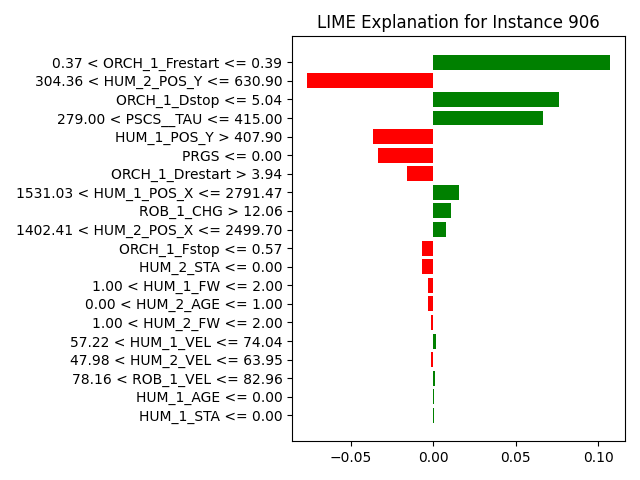 LIME Explanation for Instance 906
0.37 < ORCH_1_Frestart <= 0.39
304.36 < HUM_2_POS_Y <= 630.90
ORCH_1_Dstop <= 5.04
279.00 < PSCS__TAU <= 415.00
HUM_1_POS_Y > 407.90
PRGS <= 0.00
ORCH_1_Drestart > 3.94
1531.03 < HUM_1_POS_X <= 2791.47
ROB_1_CHG > 12.06
1402.41 < HUM_2_POS_X <= 2499.70
ORCH_1_Fstop <= 0.57
HUM_2_STA <= 0.00
1.00 < HUM_1_FW <= 2.00
0.00 < HUM_2_AGE <= 1.00
1.00 < HUM_2_FW <= 2.00
57.22 < HUM_1_VEL <= 74.04
47.98 < HUM_2_VEL <= 63.95
78.16 < ROB_1_VEL <= 82.96
HUM_1_AGE <= 0.00
HUM_1_STA <= 0.00
−0.05 0.00 0.05 0.10